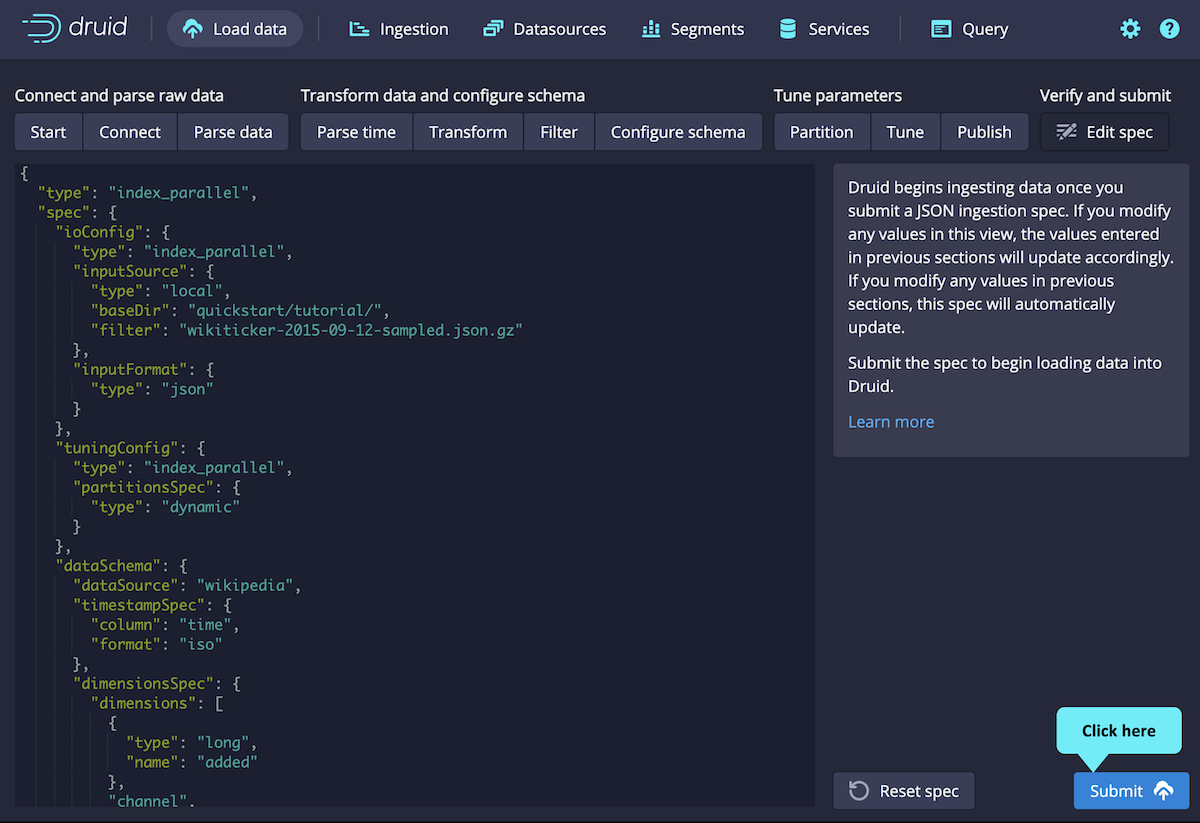 druid
Load data
Ingestion
Datasources
Segments
Services
Query
Connect and parse raw data
Start
Connect
Parse data
Transform data and configure schema
Parse time
Transform
Filter
Configure schema
Tune parameters
Partition
Tune
Publish
Verify and submit
Edit spec
{
"type": "index_parallel",
"spec": {
"ioConfig": {
"type": "index_parallel",
"inputSource": {
"type": "local",
"baseDir": "quickstart/tutorial/",
"filter": "wikiticker-2015-09-12-sampled.json.gz"
},
"inputFormat": {
"type": "json"
}
},
"tuningConfig": {
"type": "index_parallel",
"partitionsSpec": {
"type": "dynamic"
}
},
"dataSchema": {
"dataSource": "wikipedia",
"timestampSpec": {
"column": "time",
"format": "iso"
},
"dimensionsSpec": {
"dimensions": [
{
"type": "long",
"name": "added"
},
"channel",
Druid begins ingesting data once you
submit a JSON ingestion spec. If you modify
any values in this view, the values entered
in previous sections will update accordingly.
If you modify any values in previous
sections, this spec will automatically
update.
Submit the spec to begin loading data into
Druid.
Learn more
Click here
Reset spec
Submit